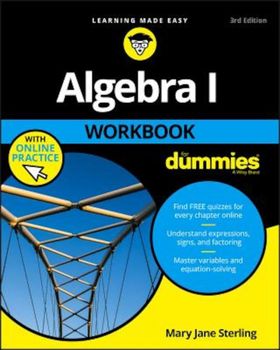 LEARNING MADE EASY
3rd Edition
Algebra I
WORKBOOK
for
dummies
A Wiley Brand
WITH
ONLINE
PRACTICE
Find FREE quizzes for
every chapter online
Understand expressions,
signs, and factoring
Master variables and
equation-solving
Mary Jane Sterling